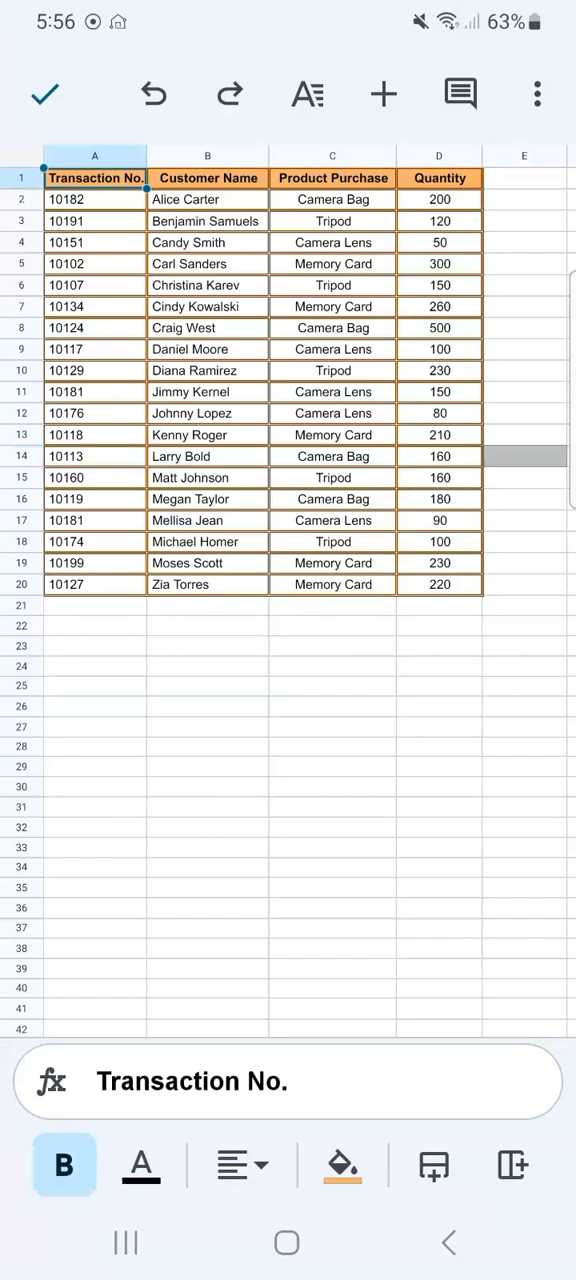 5:56 63%
A
A B C D E
1 Transaction No. Customer Name Product Purchase Quantity
2 10182 Alice Carter Camera Bag 200
3 10191 Benjamin Samuels Tripod 120
4 10151 Candy Smith Camera Lens 50
5 10102 Carl Sanders Memory Card 300
6 10107 Christina Karev Tripod 150
7 10134 Cindy Kowalski Memory Card 260
8 10124 Craig West Camera Bag 500
9 10117 Daniel Moore Camera Lens 100
10 10129 Diana Ramirez Tripod 230
11 10181 Jimmy Kernel Camera Lens 150
12 10176 Johnny Lopez Camera Lens 80
13 10118 Kenny Roger Memory Card 210
14 10113 Larry Bold Camera Bag 160
15 10160 Matt Johnson Tripod 160
16 10119 Megan Taylor Camera Bag 180
17 10181 Mellisa Jean Camera Lens 90
18 10174 Michael Homer Tripod 100
19 10199 Moses Scott Memory Card 230
20 10127 Zia Torres Memory Card 220
21
22
23
24
25
26
27
28
29
30
31
32
33
34
35
36
37
38
39
40
41
42
fx Transaction No.
B A